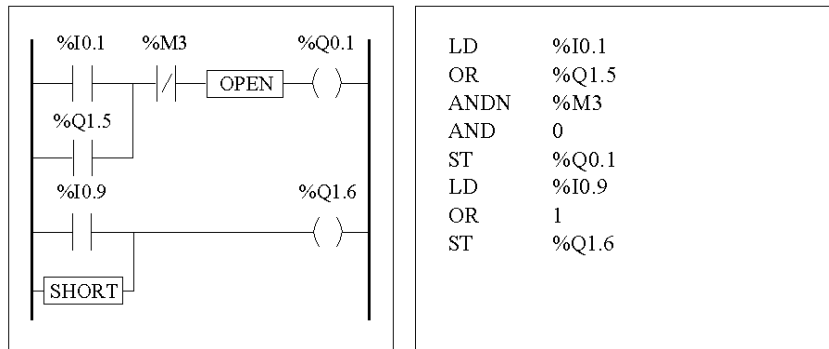 %I0.1 %M3 %Q0.1
OPEN
%Q1.5
%I0.9 %Q1.6
SHORT
LD %I0.1
OR %Q1.5
ANDN %M3
AND 0
ST %Q0.1
LD %I0.9
OR 1
ST %Q1.6